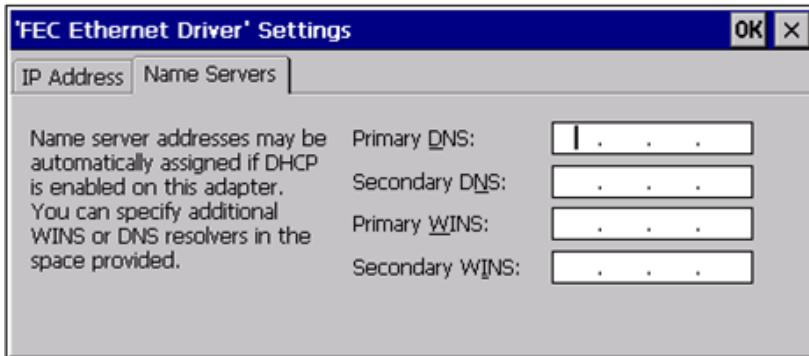 'FEC Ethernet Driver' Settings OK ×
IP Address Name Servers
Name server addresses may be
automatically assigned if DHCP
is enabled on this adapter.
You can specify additional
WINS or DNS resolvers in the
space provided.
Primary DNS: . . .
Secondary DNS: . . .
Primary WINS: . . .
Secondary WINS: . . .